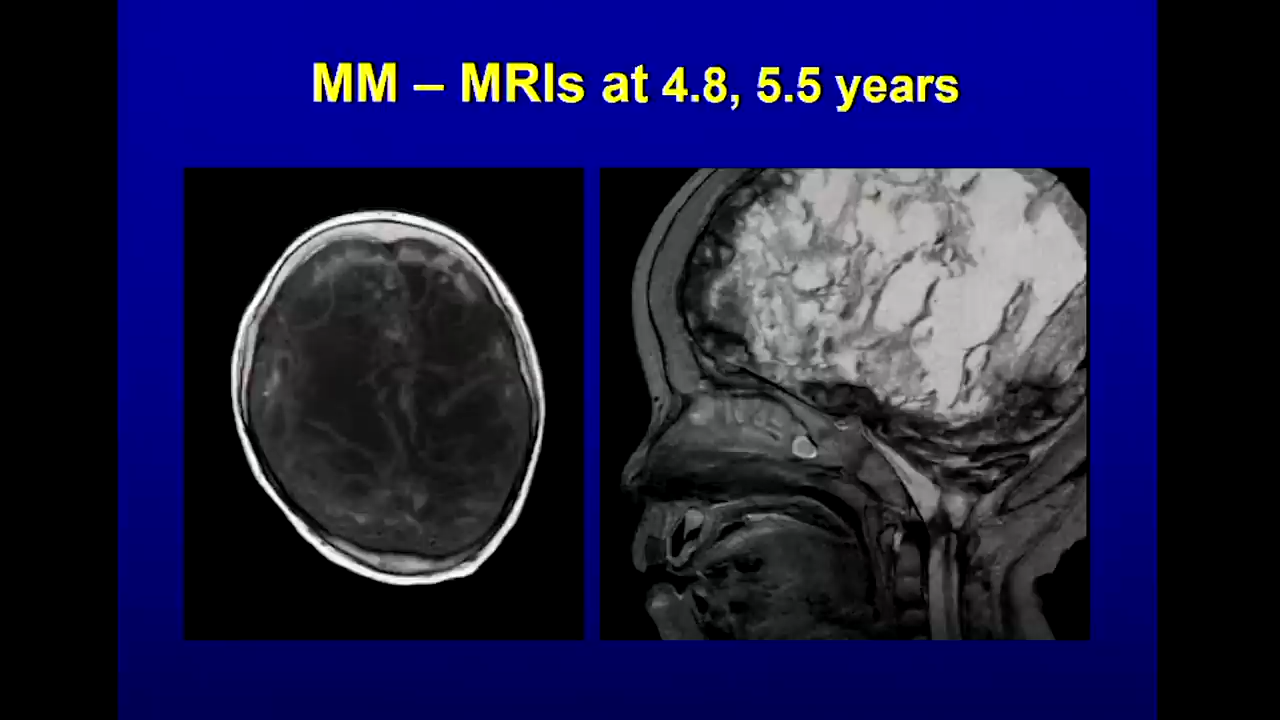 MM – MRIs at 4.8, 5.5 years